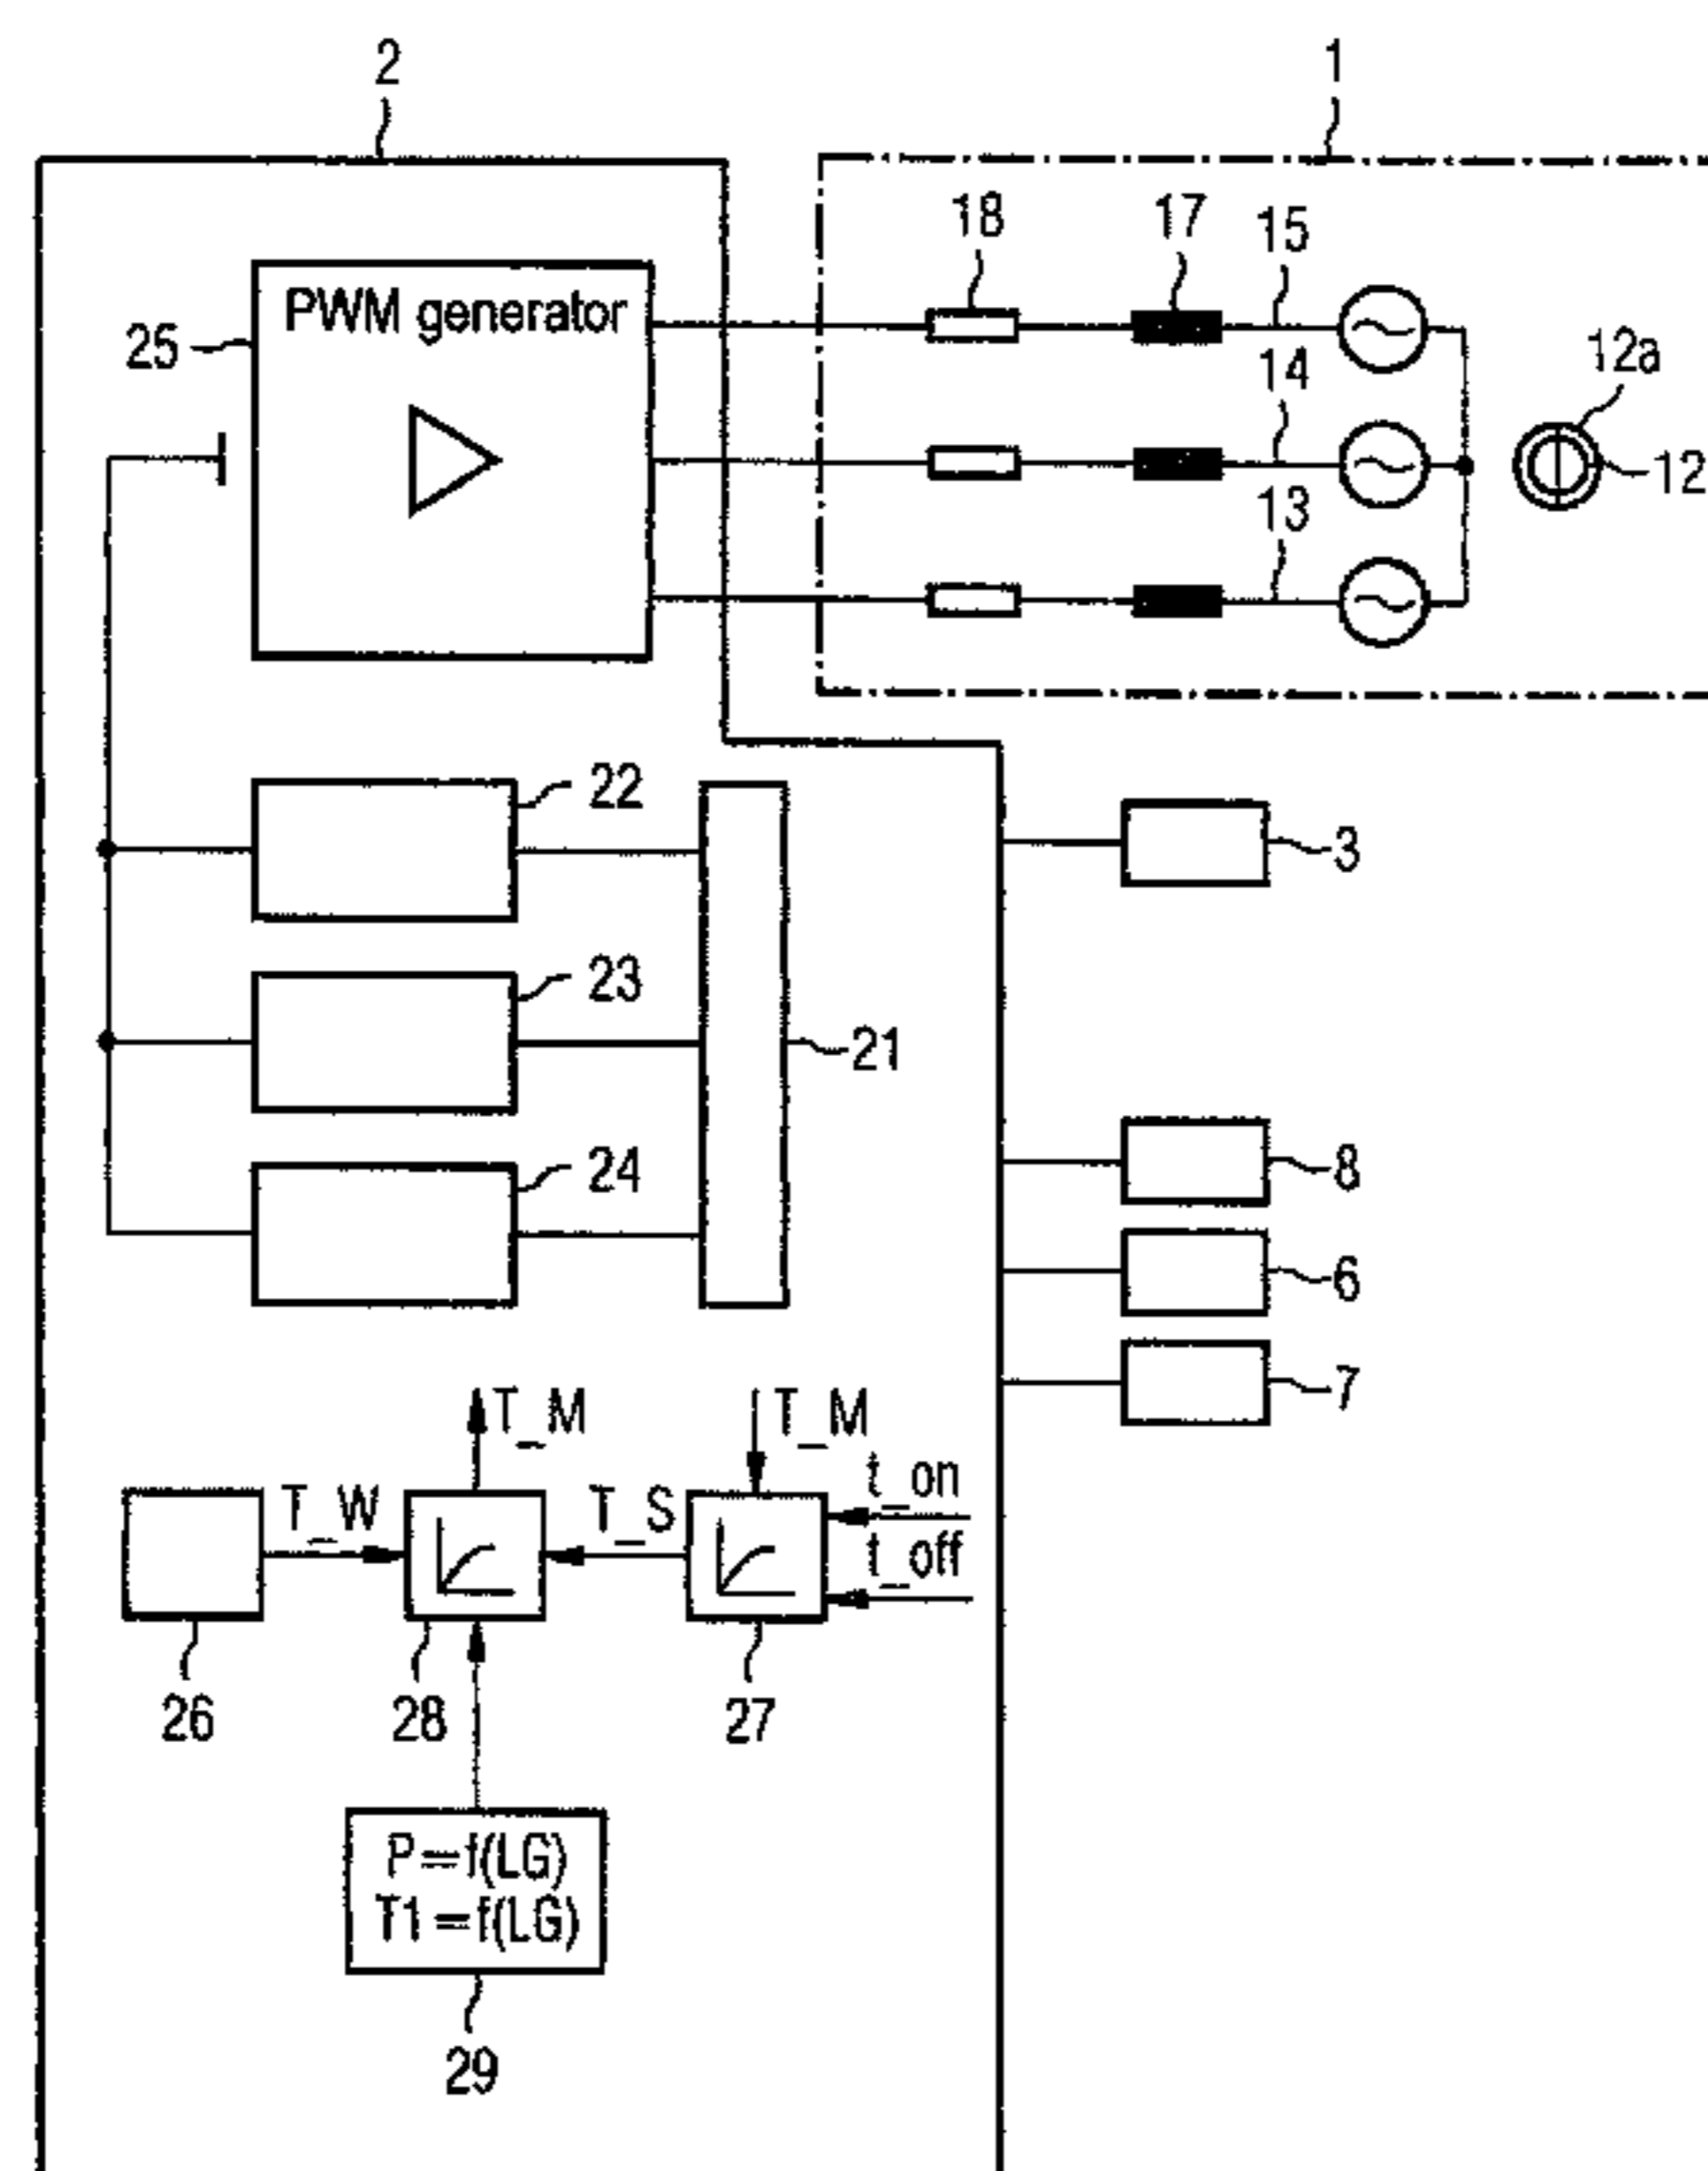 2
1
18
17
15
PWM generator
25
14
12a
12
13
22
3
23
21
8
24
6
7
T_M
T_M
t_on
T_W
T_S
t_off
26
28
27
P=f(LG)
T1=f(LG)
29